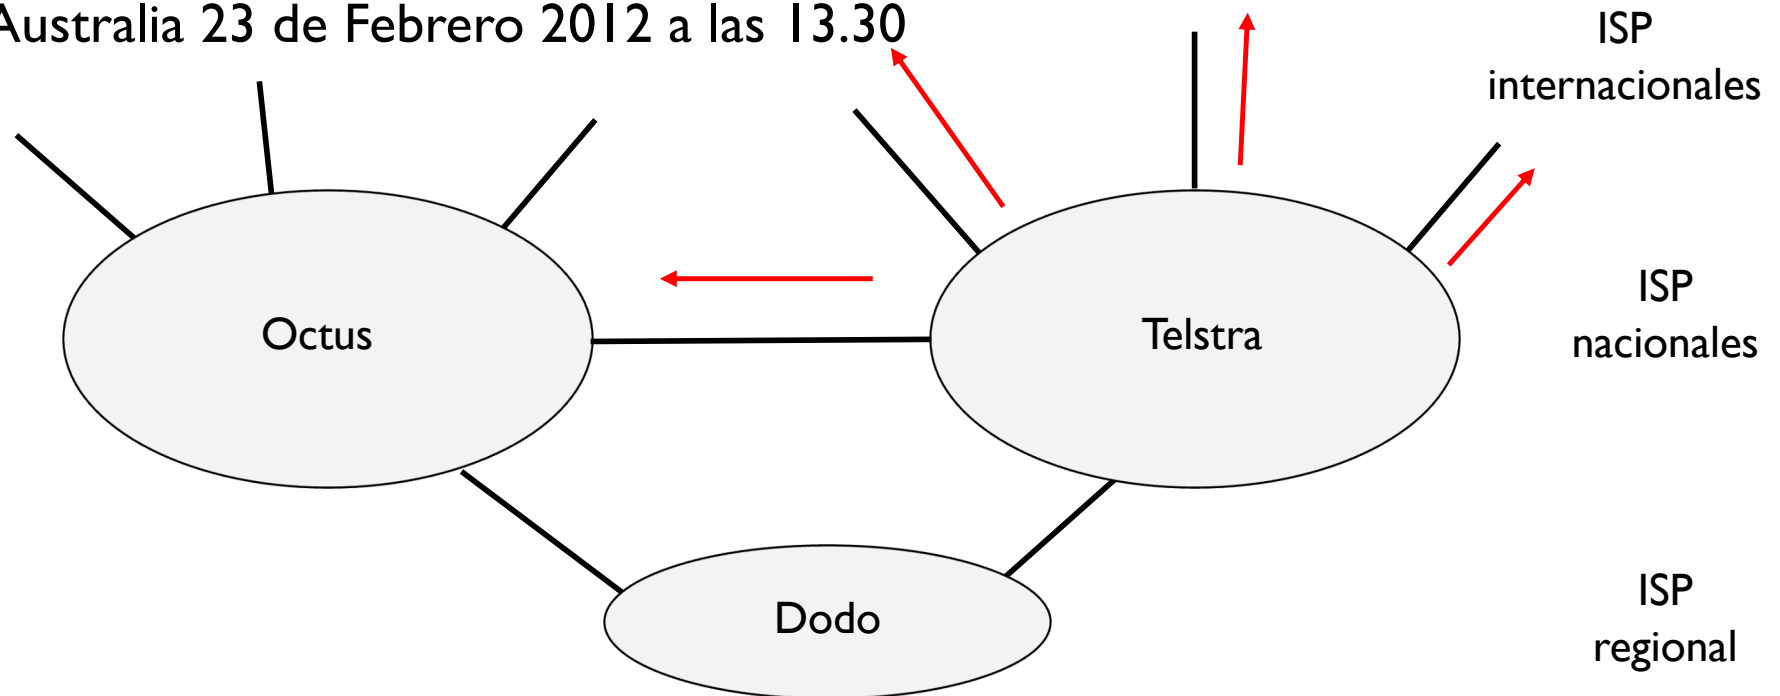 Australia 23 de Febrero 2012 a las 13.30
ISP
internacionales
Octus
Telstra
ISP
nacionales
Dodo
ISP
regional